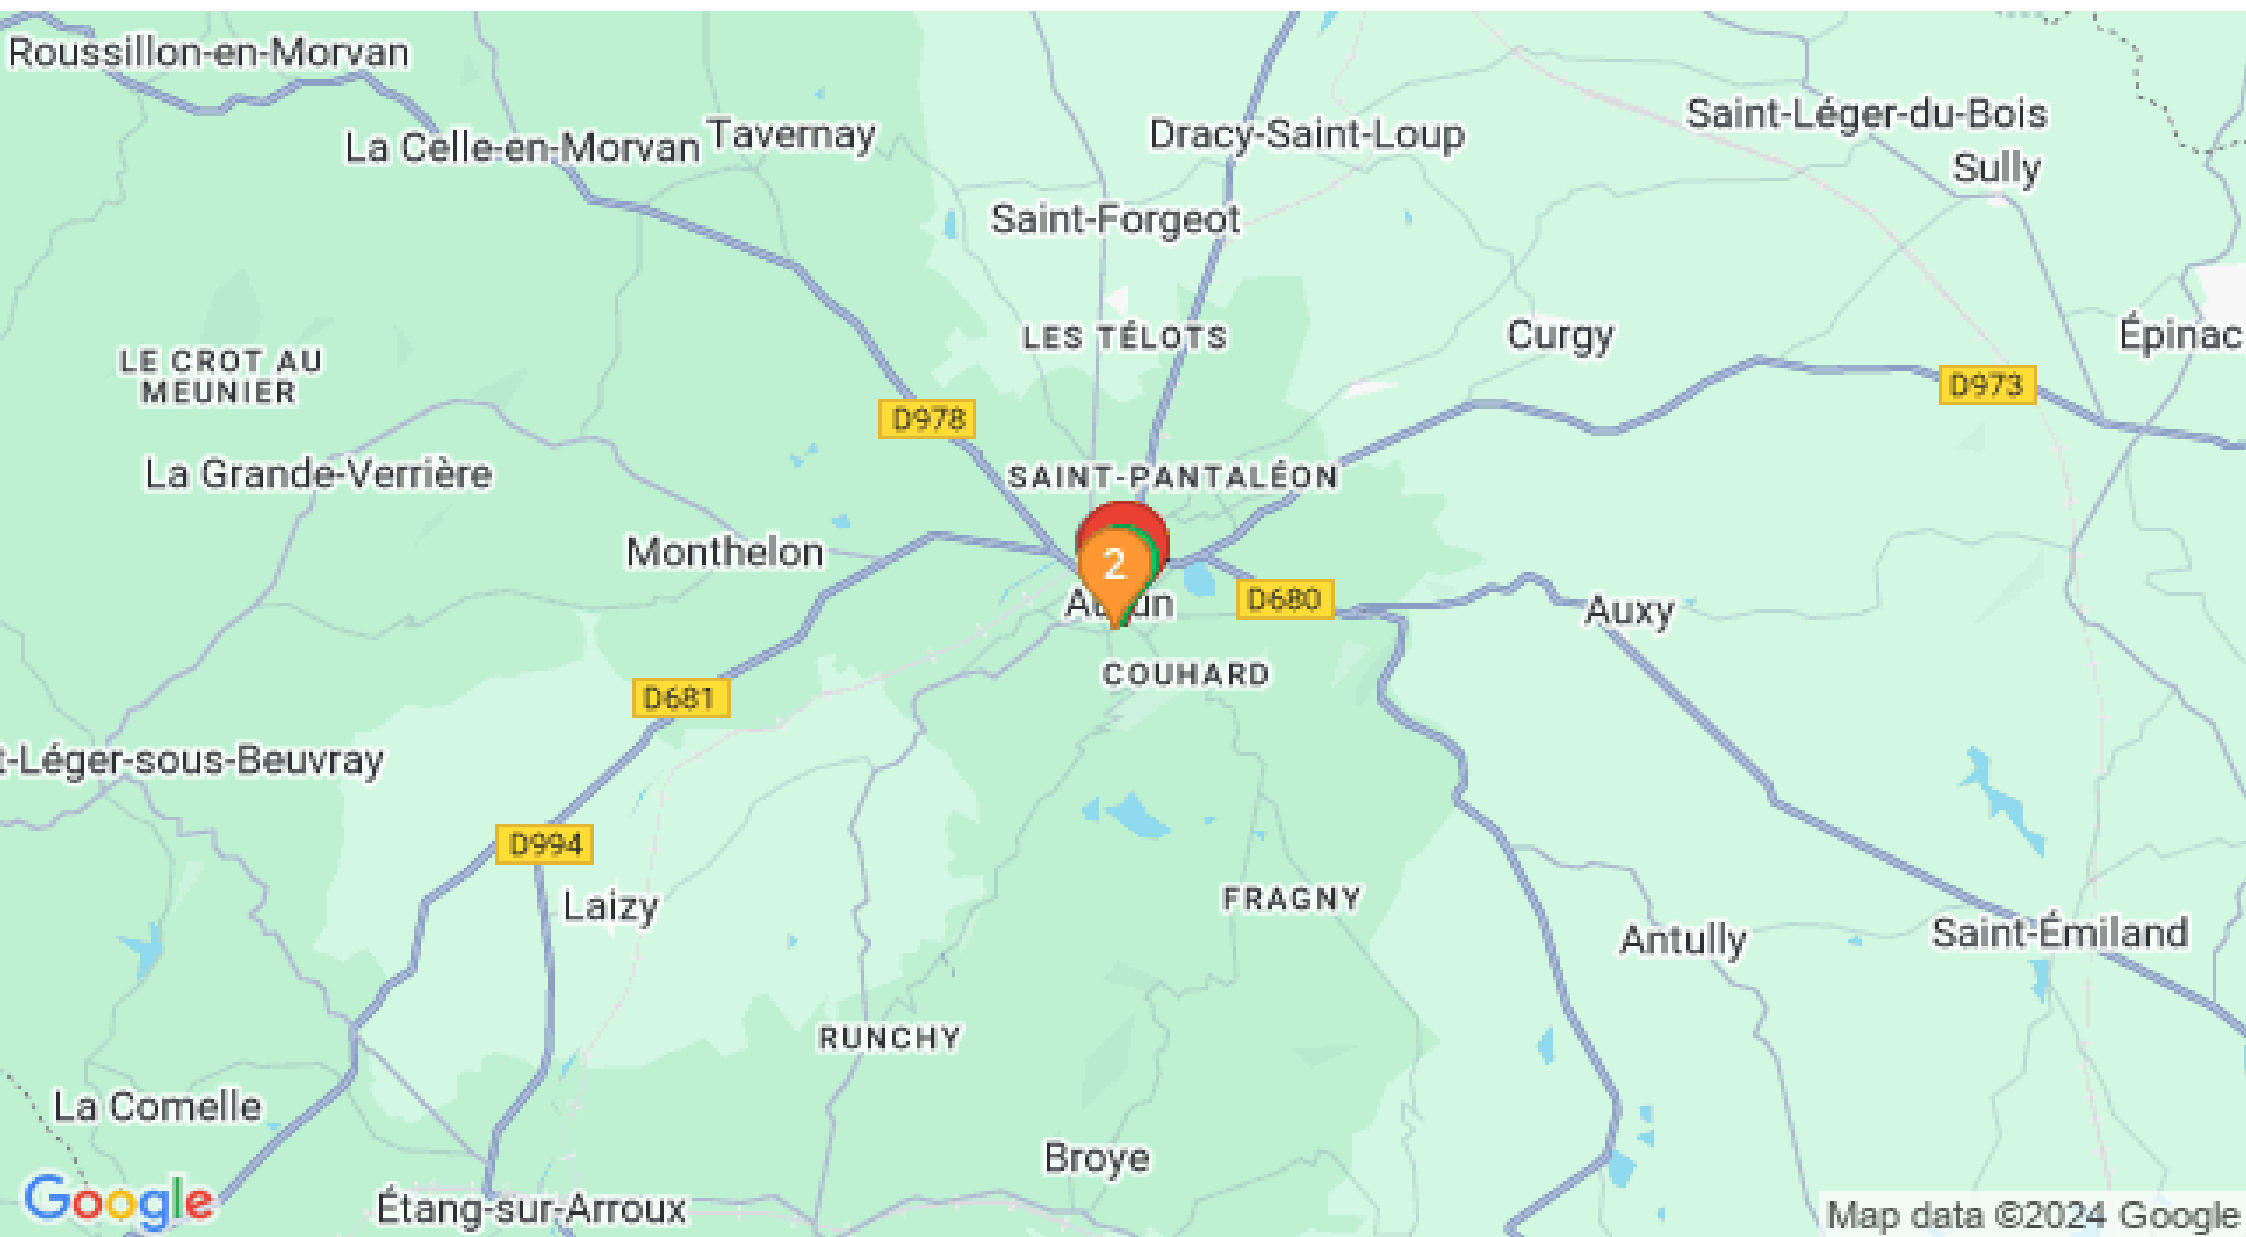 Roussillon-en-Morvan
La Celle-en-Morvan
Tavernay
Dracy-Saint-Loup
Saint-Léger-du-Bois
Sully
Saint-Forgeot
LES TÉLOTS
Curgy
Épinac
LE CROT AU
MEUNIER
D978
D973
La Grande-Verrière
SAINT-PANTALÉON
Monthelon
2
D680
Auxy
COUHARD
D681
t-Léger-sous-Beuvray
D994
Laizy
FRAGNY
Antully
Saint-Émiland
RUNCHY
La Comelle
Broye
Google
Étang-sur-Arroux
Map data ©2024 Google